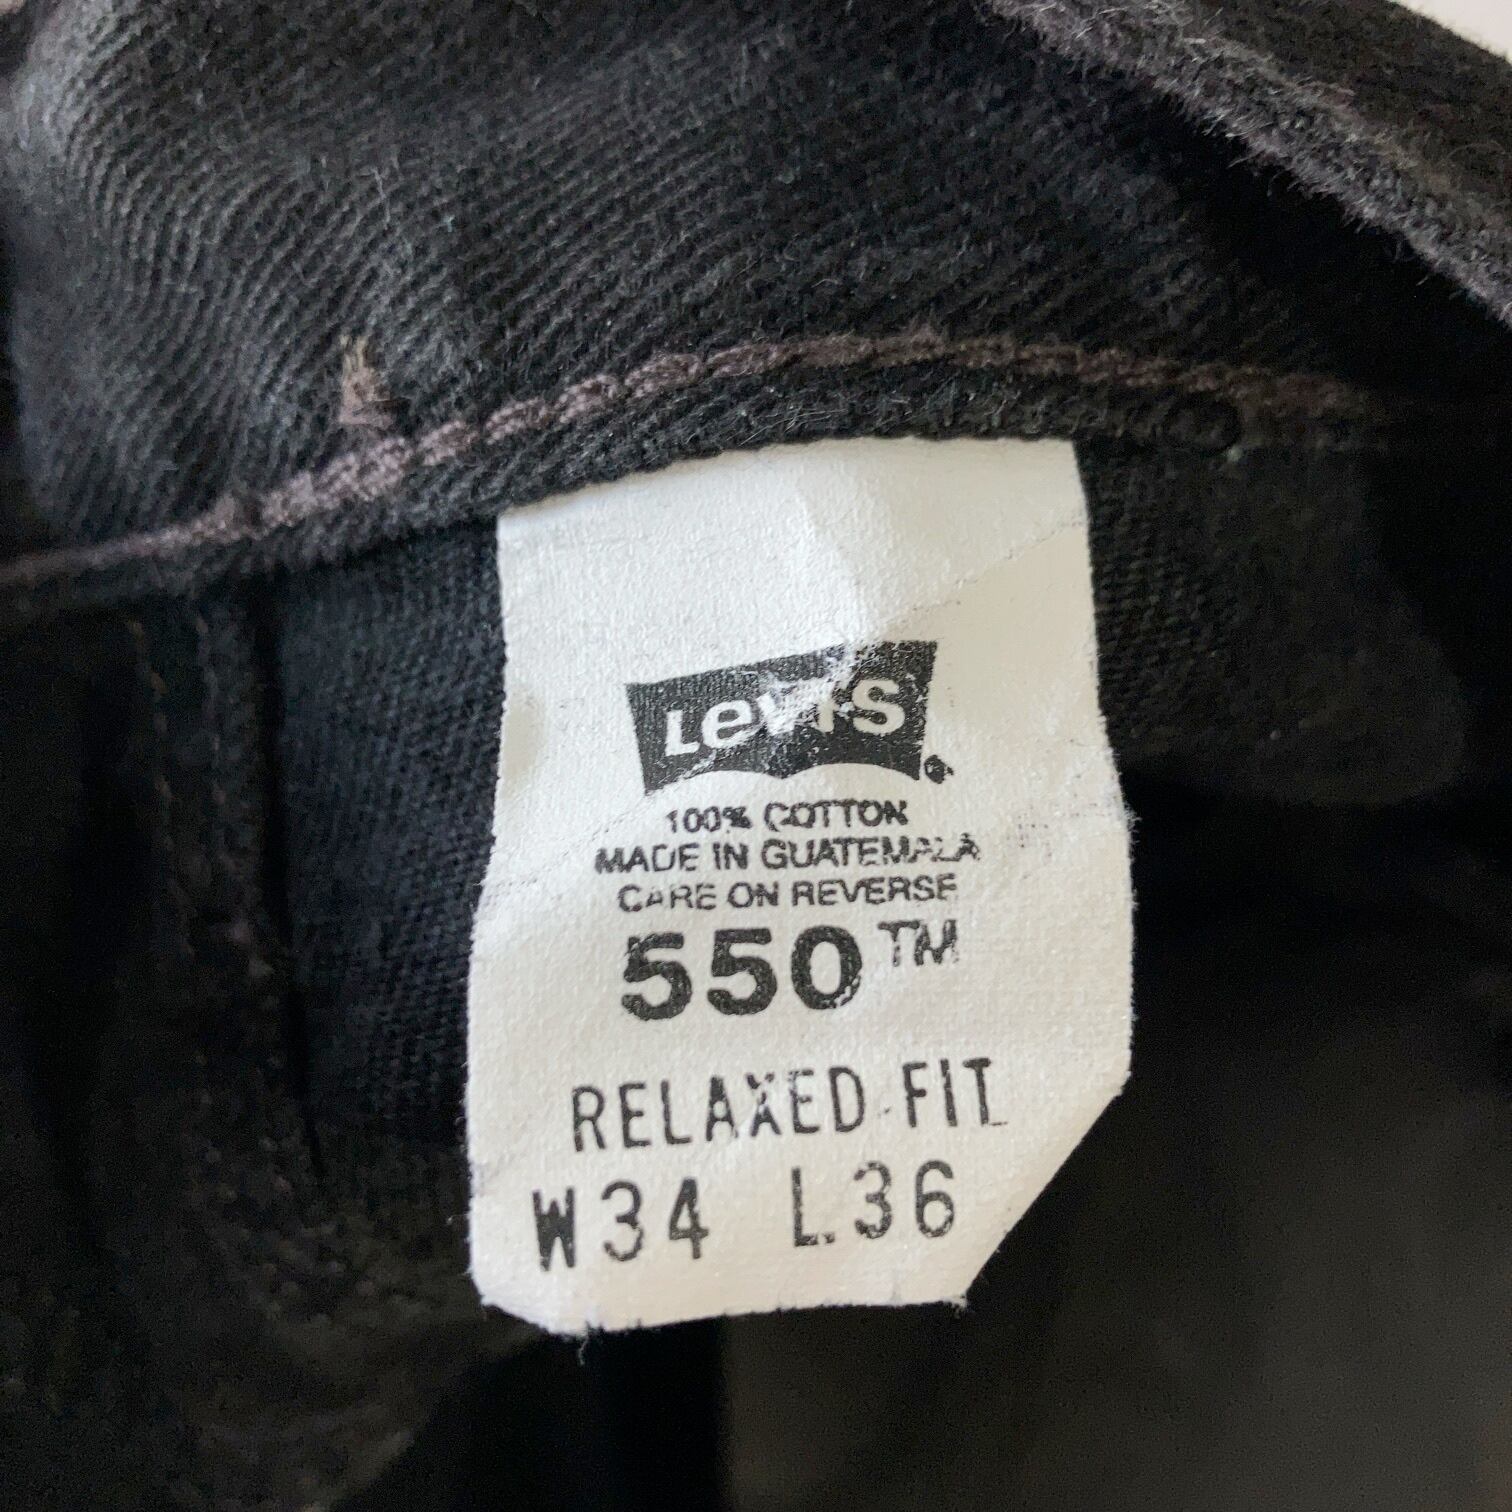 Levi's
100% COTTON
MADE IN GUATEMALA
CARE ON REVERSE
550™
RELAXED FIT
W34 L36